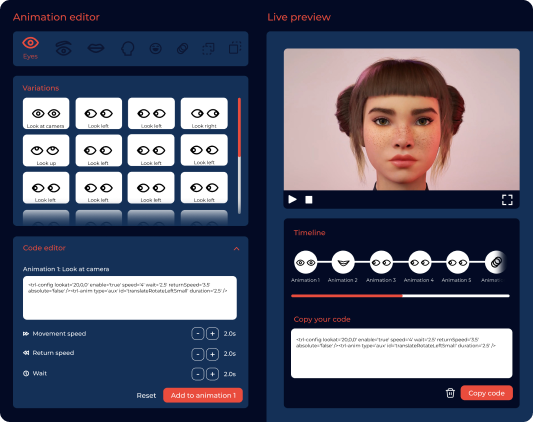 Animation editor
Eyes
Variations
Look at camera
Look left
Look left
Look right
Look up
Look left
Look left
Look left
Look left
Look left
Look left
Look left
Code editor
Animation 1: Look at camera
<trl-config lookat='20,0,0' enable='true' speed='4' wait='2.5' returnSpeed='3.5'
absolute='false' /><trl-anim type='aux' id='translateRotateLeftSmall' duration='2.5' />
Movement speed
-
+
2.0s
Return speed
-
+
2.0s
Wait
-
+
2.0s
Reset
Add to animation 1
Live preview
Timeline
Animation 1
Animation 2
Animation 3
Animation 4
Animation 5
Anima
Copy your code
<trl-config lookat='20,0,0' enable='true' speed='4' wait='2.5' returnSpeed='3.5'
absolute='false' /><trl-anim type='aux' id='translateRotateLeftSmall' duration='2.5' />
Copy code